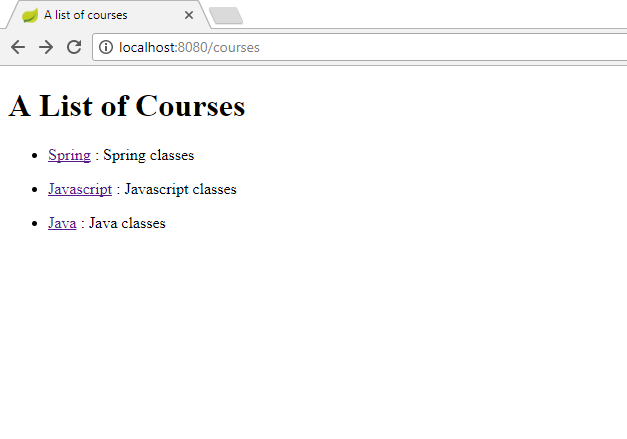 A list of courses
localhost:8080/courses
A List of Courses
Spring : Spring classes
Javascript : Javascript classes
Java : Java classes